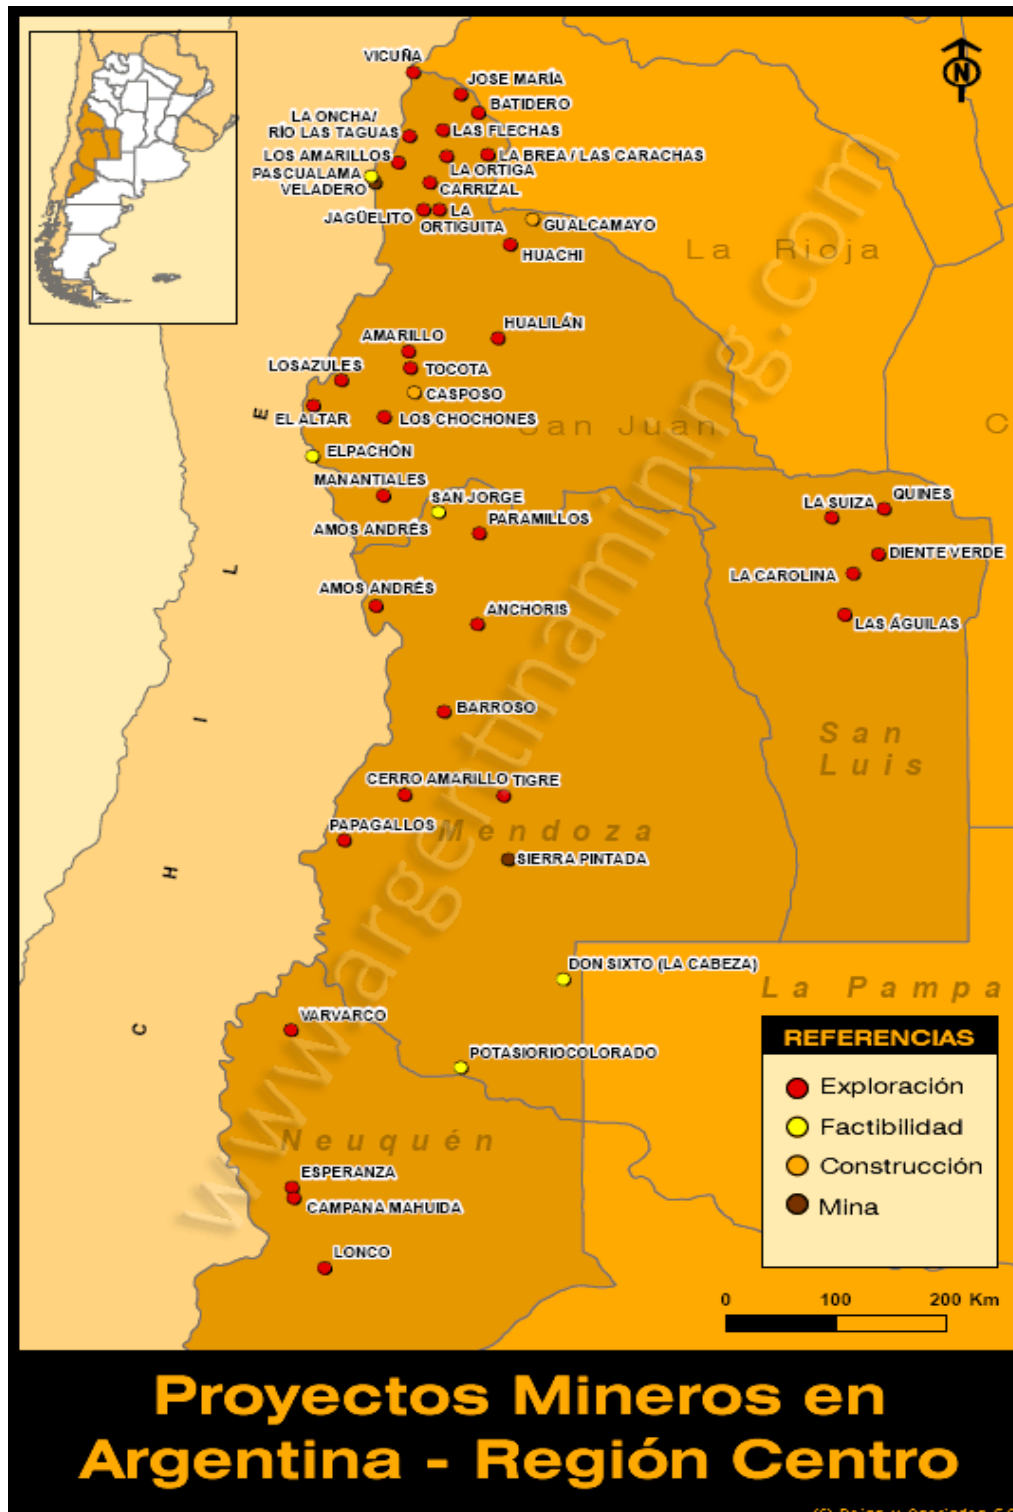 VICUÑA
JOSE MARÍA
BATIDERO
LA ONCHA/
RÍO LAS TAGUAS
LAS FLECHAS
LOS AMARILLOS
LA BREA / LAS CARACHAS
PASCUALAMA
LA ORTIGA
VELADERO
CARRIZAL
JAGÜELITO
LA
ORTIGUITA
GUALCAMAYO
HUACHI
La Rioja
HUALILÁN
AMARILLO
LOSAZULES
TOCOTA
CASPOSO
EL ALTAR
LOS CHOCHONES
San Juan
C
ELPACHÓN
MANANTIALES
SAN JORGE
AMOS ANDRÉS
PARAMILLOS
QUINES
LA SUIZA
DIENTE VERDE
LA CAROLINA
LAS ÁGUILAS
AMOS ANDRÉS
ANCHORIS
BARROSO
San
Luis
CERRO AMARILLO
TIGRE
PAPAGALLOS
Mendoza
SIERRA PINTADA
DON SIXTO (LA CABEZA)
La Pampa
VARVARCO
POTASIORIOCOLORADO
Neuquén
ESPERANZA
CAMPANA MAHUIDA
LONCO
CHILE
www.argentinamining.com
N
REFERENCIAS
Exploración
Factibilidad
Construcción
Mina
0 100 200 Km
Proyectos Mineros en
Argentina - Región Centro